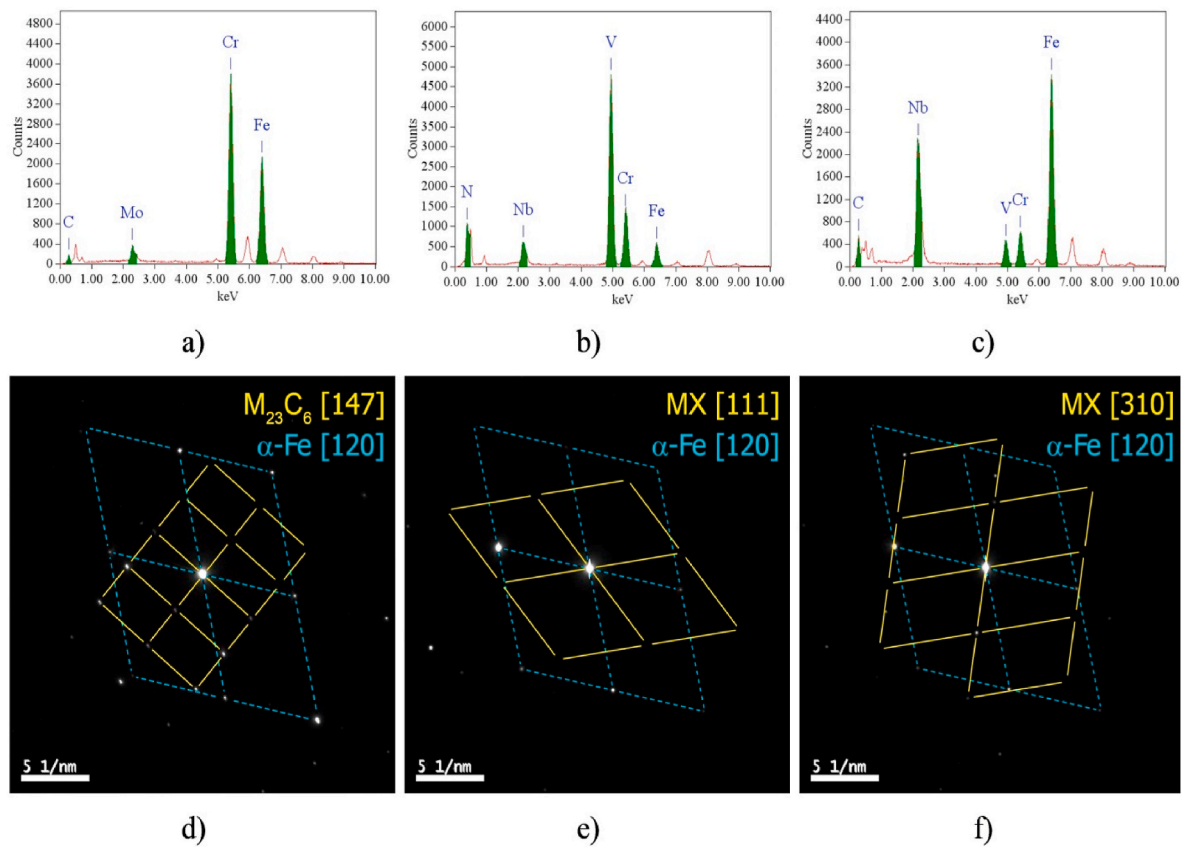 4800
4400
4000
3600
3200
2800
2400
2000
1600
1200
800
400
0
Counts
C
Mo
Cr
Fe
0.00 1.00 2.00 3.00 4.00 5.00 6.00 7.00 8.00 9.00 10.00
keV
a)
6000
5500
5000
4500
4000
3500
3000
2500
2000
1500
1000
500
0
Counts
N
Nb
V
Cr
Fe
0.00 1.00 2.00 3.00 4.00 5.00 6.00 7.00 8.00 9.00 10.00
keV
b)
4400
4000
3600
3200
2800
2400
2000
1600
1200
800
400
0
Counts
C
Nb
V
Cr
Fe
0.00 1.00 2.00 3.00 4.00 5.00 6.00 7.00 8.00 9.00 10.00
keV
c)
M₂₃C₆ [147]
α-Fe [120]
5 1/nm
d)
MX [111]
α-Fe [120]
5 1/nm
e)
MX [310]
α-Fe [120]
5 1/nm
f)